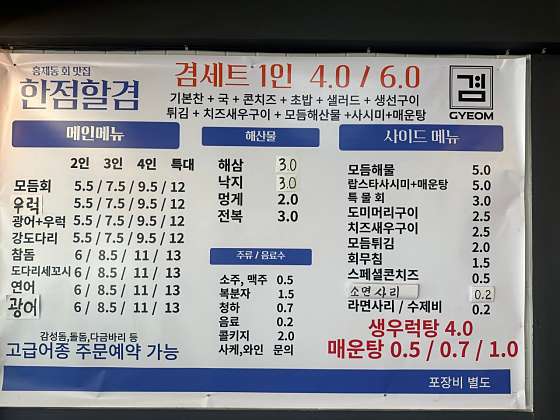 홍제동 회 맛집
한점할겸
겸세트 1인 4.0 / 6.0
기본찬 + 국 + 콘치즈 + 초밥 + 샐러드 + 생선구이
튀김 + 치즈새우구이 + 모듬해산물 +사시미+매운탕
겸
GYEOM
메인메뉴
2인 3인 4인 특대
모듬회 5.5 / 7.5 / 9.5 / 12
우럭 5.5 / 7.5 / 9.5 / 12
광어+우럭 5.5 / 7.5 / 9.5 / 12
강도다리 5.5 / 7.5 / 9.5 / 12
참돔 6 / 8.5 / 11 / 13
도다리세꼬시 6 / 8.5 / 11 / 13
연어 6 / 8.5 / 11 / 13
광어 6 / 8.5 / 11 / 13
감성돔,돌돔,다금바리 등
고급어종 주문예약 가능
해산물
해삼 3.0
낙지 3.0
멍게 2.0
전복 3.0
주류 / 음료수
소주, 맥주 0.5
복분자 1.5
청하 0.7
음료 0.2
콜키지 2.0
사케,와인 문의
사이드 메뉴
모듬해물 5.0
랍스타사시미+매운탕 5.0
특 물 회 3.0
도미머리구이 2.5
치즈새우구이 2.5
모듬튀김 2.0
회무침 1.5
스페셜콘치즈 0.5
소면사리 0.2
라면사리 / 수제비 0.2
생우럭탕 4.0
매운탕 0.5 / 0.7 / 1.0
포장비 별도